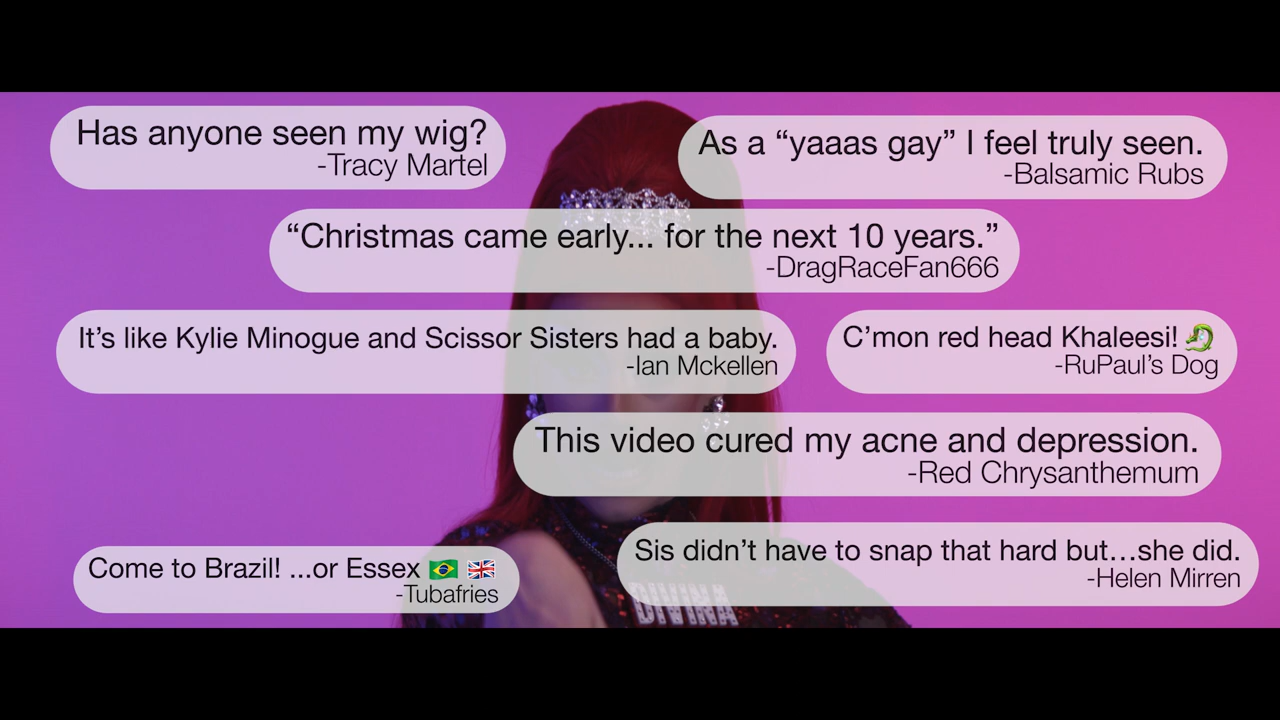 Has anyone seen my wig?
-Tracy Martel
As a “yaaas gay” I feel truly seen.
-Balsamic Rubs
“Christmas came early... for the next 10 years.”
-DragRaceFan666
It’s like Kylie Minogue and Scissor Sisters had a baby.
-Ian Mckellen
C’mon red head Khaleesi! 🐉
-RuPaul’s Dog
This video cured my acne and depression.
-Red Chrysanthemum
Sis didn’t have to snap that hard but...she did.
-Helen Mirren
Come to Brazil! ...or Essex 🇧🇷 🇬🇧
-Tubafries
DIVINA